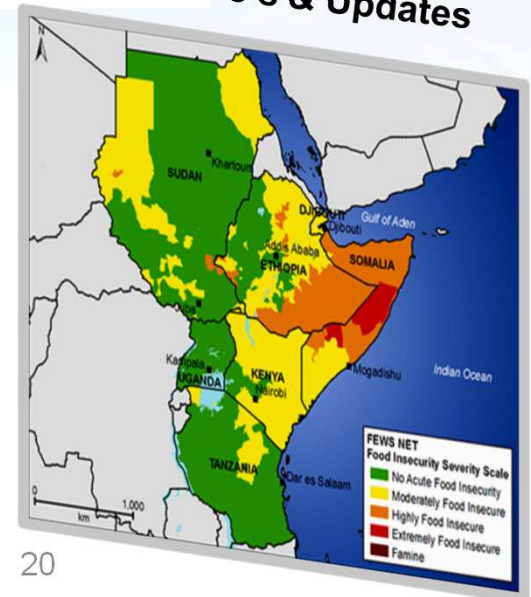 & Updates
N
SUDAN
Khartoum
DJIBOUTI
Djibouti
Gulf of Aden
Addis Ababa
ETHIOPIA
SOMALIA
Juba
Kampala
UGANDA
KENYA
Nairobi
Mogadishu
Indian Ocean
TANZANIA
Dar es Salaam
FEWS NET
Food Insecurity Severity Scale
No Acute Food Insecurity
Moderately Food Insecure
Highly Food Insecure
Extremely Food Insecure
Famine
0 1,000
km
20